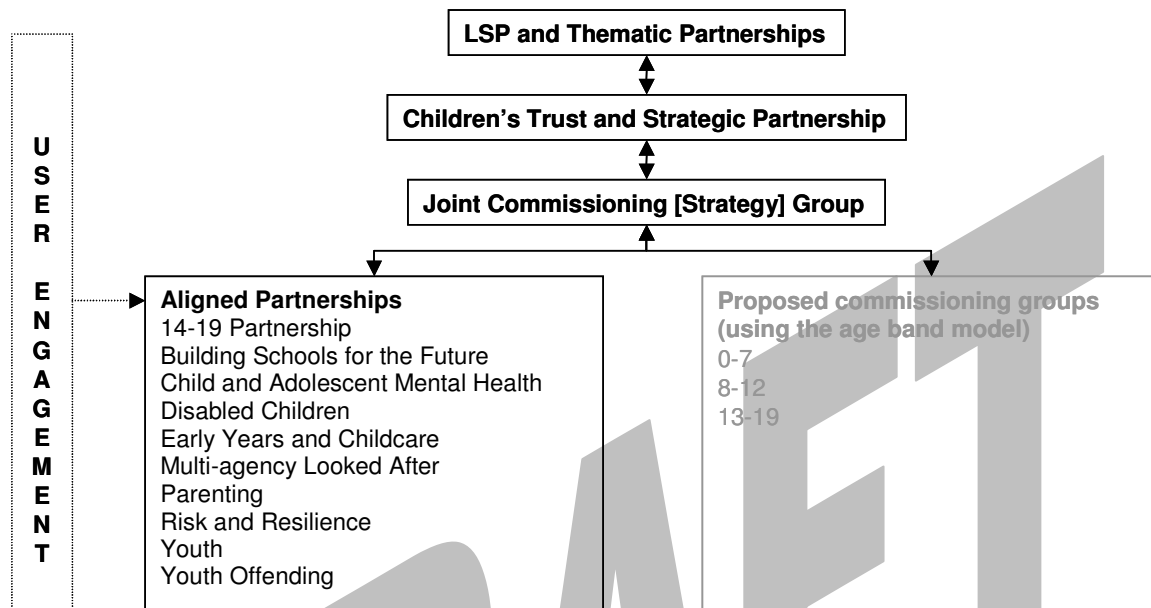 LSP and Thematic Partnerships
Children's Trust and Strategic Partnership
Joint Commissioning [Strategy] Group
USER ENGAGEMENT
Aligned Partnerships
14-19 Partnership
Building Schools for the Future
Child and Adolescent Mental Health
Disabled Children
Early Years and Childcare
Multi-agency Looked After
Parenting
Risk and Resilience
Youth
Youth Offending
Proposed commissioning groups
(using the age band model)
0-7
8-12
13-19
DRAFT